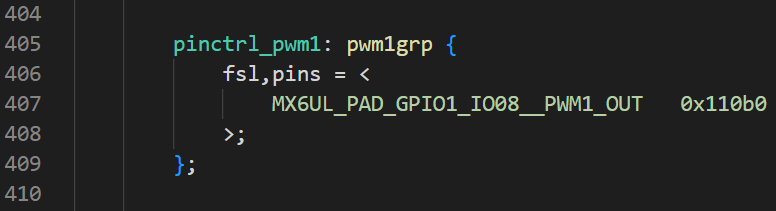 404
405 pinctrl_pwm1: pwm1grp {
406 fsl,pins = <
407 MX6UL_PAD_GPIO1_IO08__PWM1_OUT 0x110b0
408 >;
409 };
410